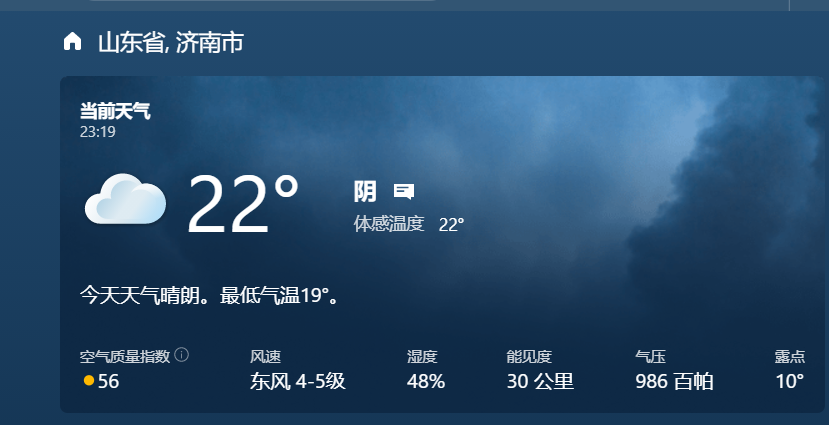 山东省, 济南市
当前天气
23:19
22°
阴
体感温度 22°
今天天气晴朗。最低气温19°。
空气质量指数 风速 湿度 能见度 气压 露点
56 东风 4-5级 48% 30 公里 986 百帕 10°